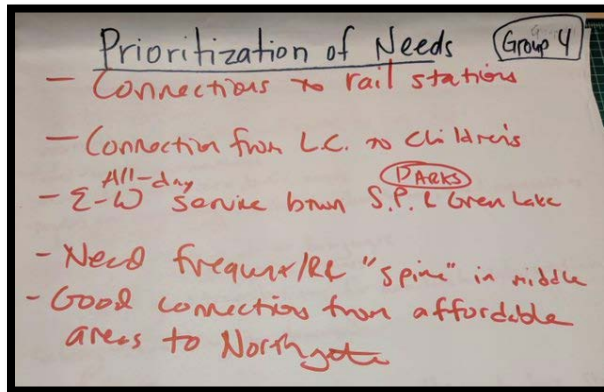 Prioritization of Needs
Group 4
- Connections to rail stations
- Connection from L.C. to Children's
All-day
PARKS
- E-W service btwn S.P. & Green Lake
- Need frequent/RR "spine" in middle
- Good connections from affordable
areas to Northgate